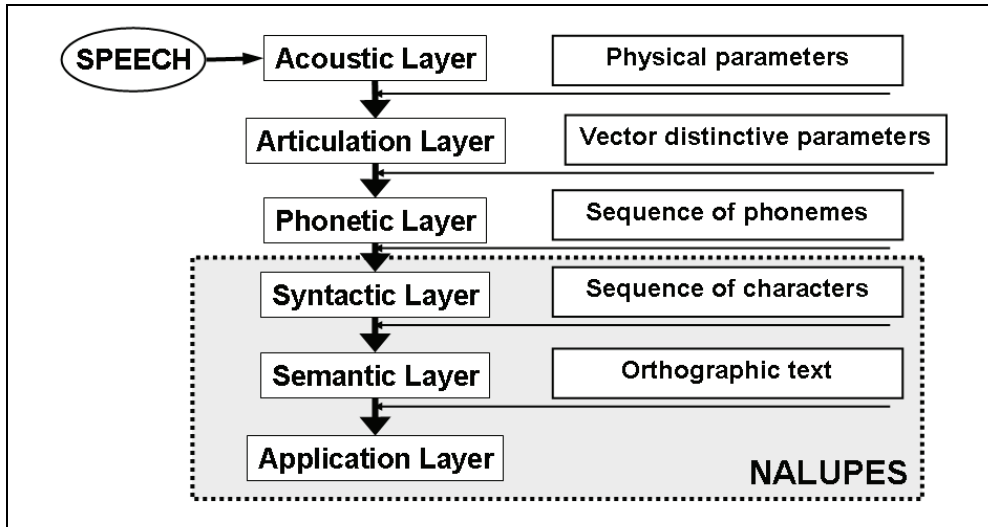 SPEECH
Acoustic Layer
Physical parameters
Articulation Layer
Vector distinctive parameters
Phonetic Layer
Sequence of phonemes
Syntactic Layer
Sequence of characters
Semantic Layer
Orthographic text
Application Layer
NALUPES